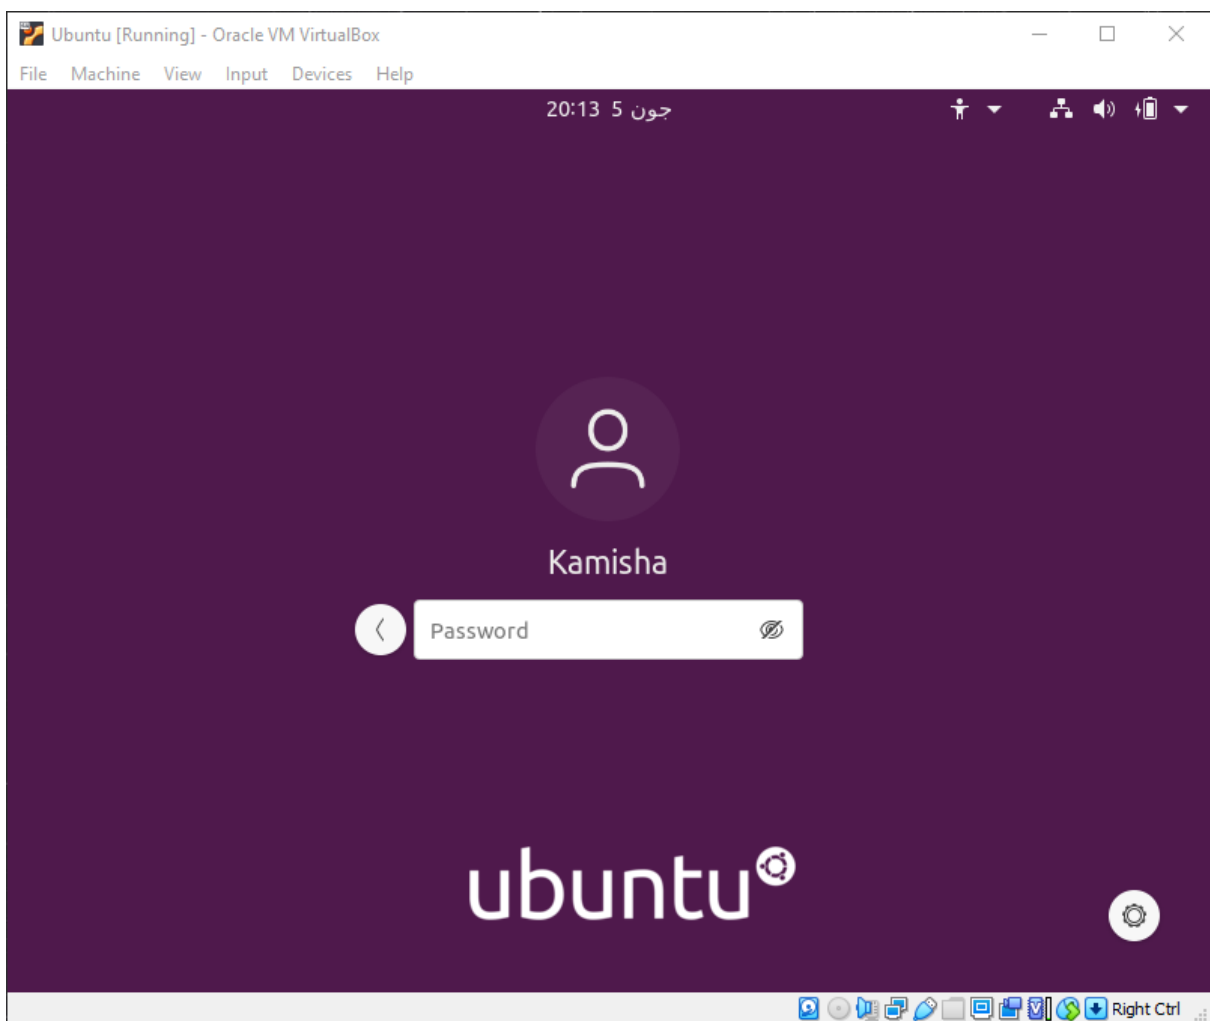 Ubuntu [Running] - Oracle VM VirtualBox
File Machine View Input Devices Help
20:13 5 جون
Kamisha
Password
ubuntu
Right Ctrl